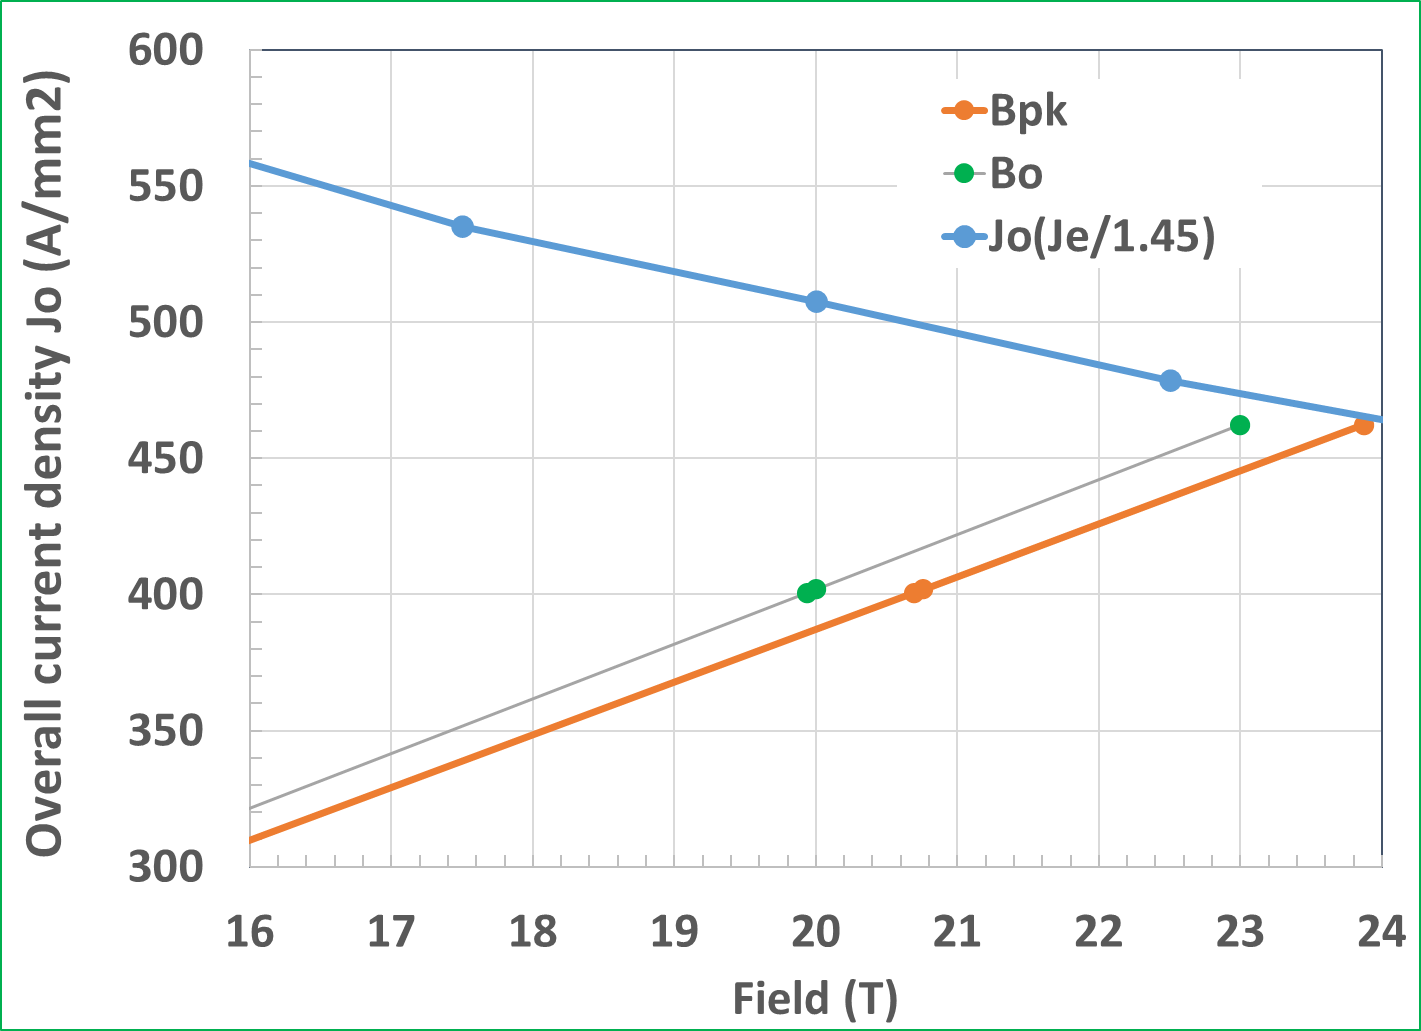 Overall current density Jo (A/mm2)
600
550
500
450
400
350
300
Bpk
Bo
Jo(Je/1.45)
16 17 18 19 20 21 22 23 24
Field (T)